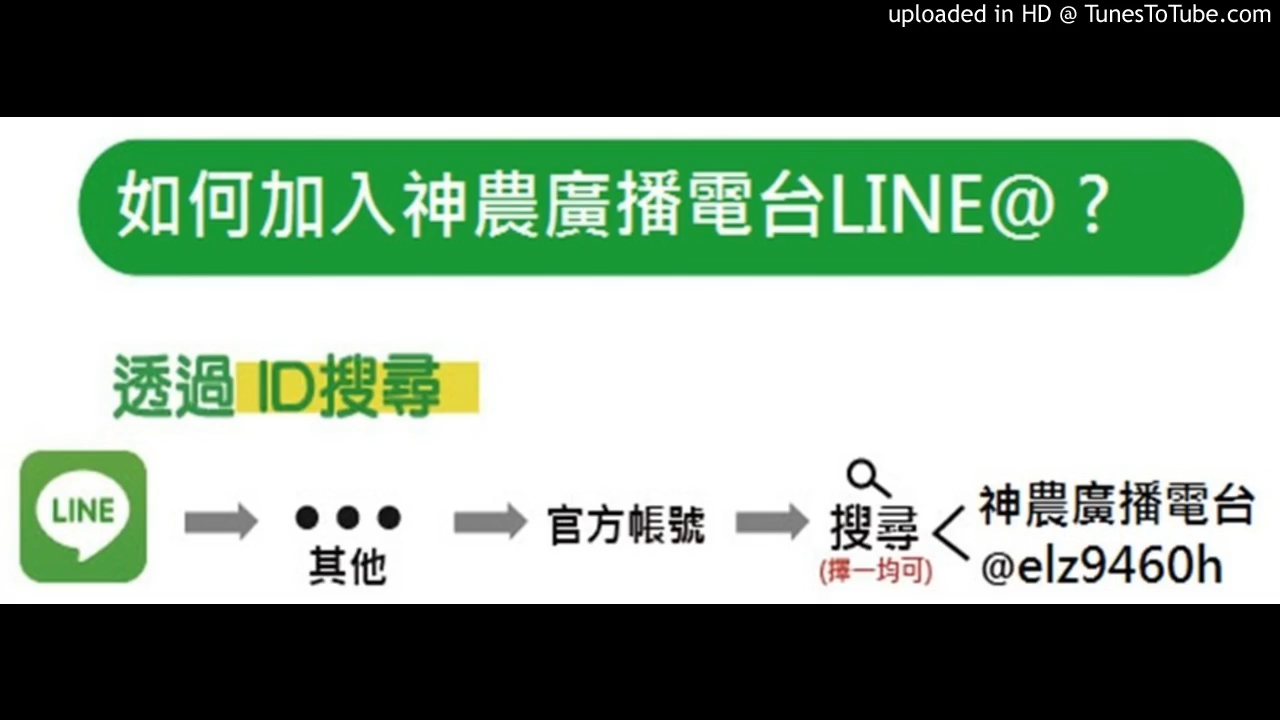 uploaded in HD @ TunesToTube.com
如何加入神農廣播電台LINE@？
透過 ID搜尋
LINE
其他
官方帳號
搜尋
(擇一均可)
神農廣播電台
@elz9460h